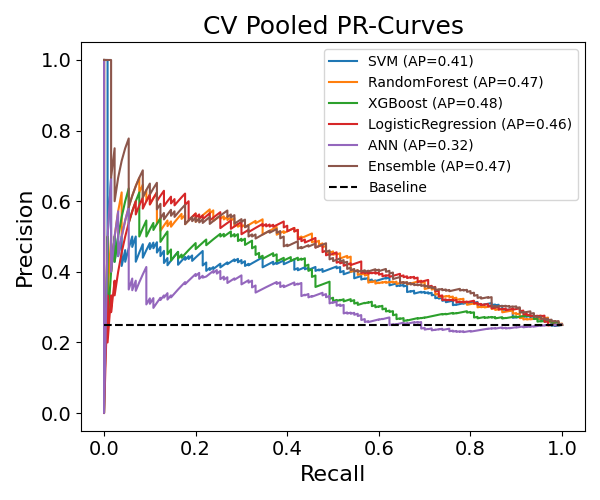 CV Pooled PR-Curves
SVM (AP=0.41)
RandomForest (AP=0.47)
XGBoost (AP=0.48)
LogisticRegression (AP=0.46)
ANN (AP=0.32)
Ensemble (AP=0.47)
Baseline
Precision
1.0
0.8
0.6
0.4
0.2
0.0
0.0 0.2 0.4 0.6 0.8 1.0
Recall